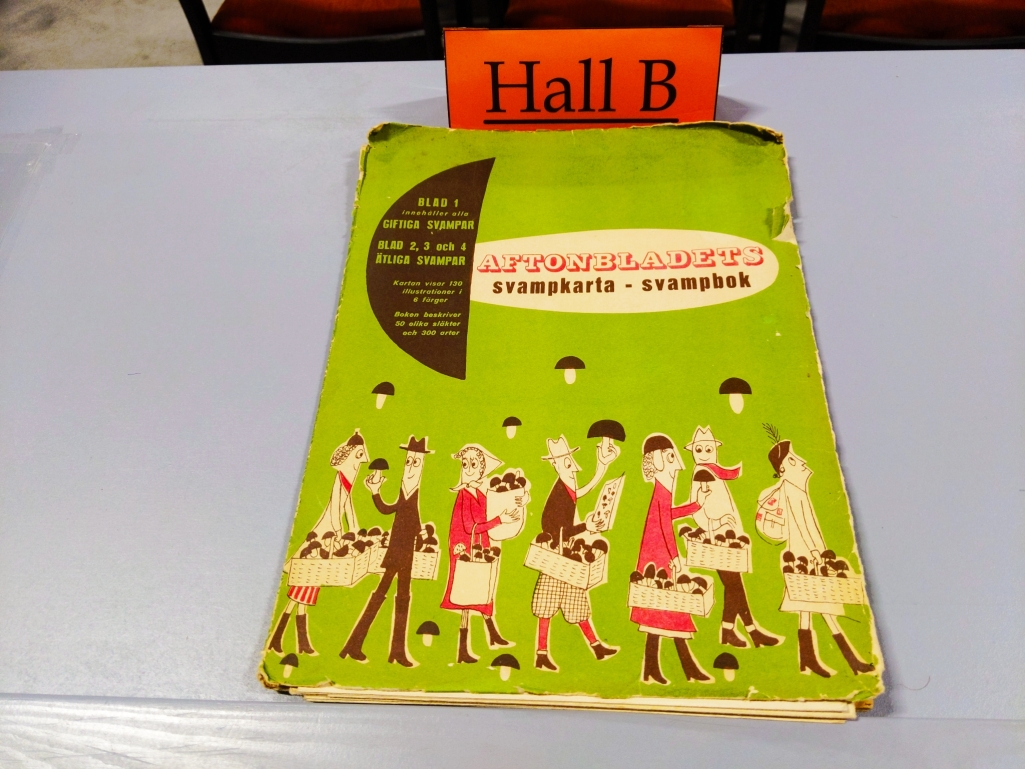 Hall B
BLAD 1
innehåller alla
GIFTIGA SVAMPAR
BLAD 2, 3 och 4
ÄTLIGA SVAMPAR
Kartan visar 130
illustrationer i
6 färger
Boken beskriver
50 olika släkter
och 300 arter
AFTONBLADETS
svampkarta - svampbok